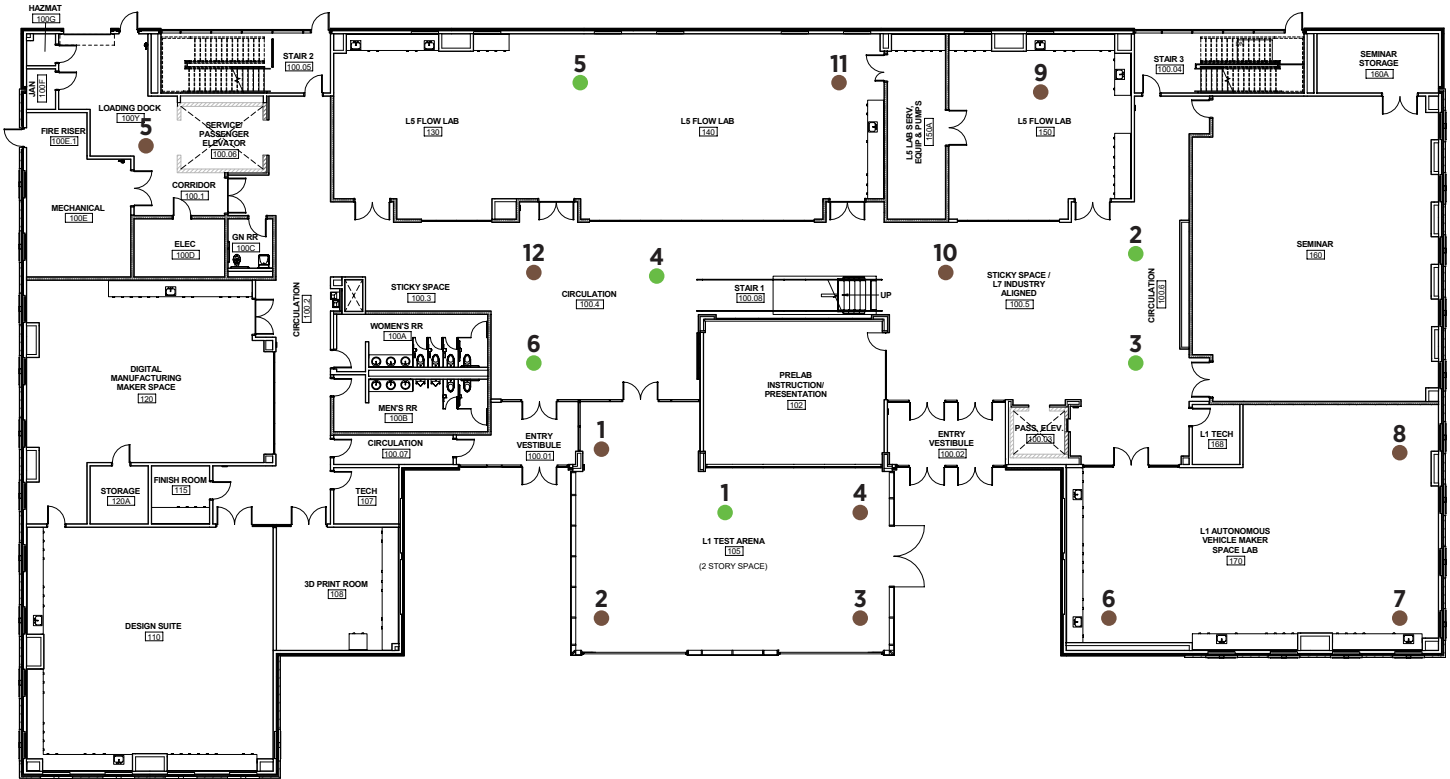 HAZMAT
100G
JAN
100F
LOADING DOCK
100Y
5
STAIR 2
100.05
SERVICE/
PASSENGER
ELEVATOR
100.06
FIRE RISER
100E.1
MECHANICAL
100E
CORRIDOR
100.1
ELEC
100D
GN RR
100C
5
11
L5 FLOW LAB
130
L5 FLOW LAB
140
L5 LAB SERV.
EQUIP & PUMPS
150A
9
L5 FLOW LAB
150
STAIR 3
100.04
SEMINAR
STORAGE
160A
12
4
10
2
CIRCULATION
100.2
STICKY SPACE
100.3
CIRCULATION
100.4
STAIR 1
100.08
UP
STICKY SPACE /
L7 INDUSTRY
ALIGNED
100.5
CIRCULATION
100.6
SEMINAR
160
WOMEN'S RR
100A
6
3
DIGITAL
MANUFACTURING
MAKER SPACE
120
PRELAB
INSTRUCTION/
PRESENTATION
102
MEN'S RR
100B
CIRCULATION
100.07
ENTRY
VESTIBULE
100.01
1
ENTRY
VESTIBULE
100.02
PASS. ELEV.
100.03
L1 TECH
168
8
STORAGE
120A
FINISH ROOM
115
TECH
107
1
4
L1 TEST ARENA
105
(2 STORY SPACE)
L1 AUTONOMOUS
VEHICLE MAKER
SPACE LAB
170
3D PRINT ROOM
108
2
3
6
7
DESIGN SUITE
110